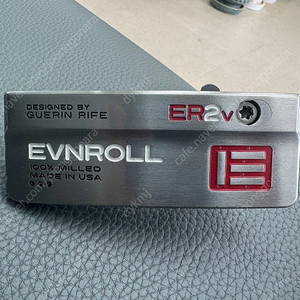 DESIGNED BY
GUERIN RIFE
ER2v
EVNROLL
100% MILLED
MADE IN USA
E